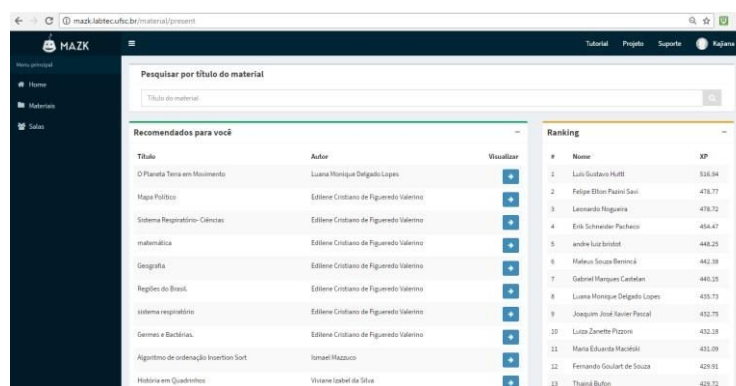 mazk.labtec.ufsc.br/material/present
MAZK
Tutorial Projeto Suporte Kajiana
Menu principal
Home
Materiais
Salas
Pesquisar por título do material
Título do material
Recomendados para você
Título Autor Visualizar
O Planeta Terra em Movimento Luana Monique Delgado Lopes
Mapa Político Edilene Cristiano de Figueredo Valerino
Sistema Respiratório- Ciências Edilene Cristiano de Figueredo Valerino
matemática Edilene Cristiano de Figueredo Valerino
Geografia Edilene Cristiano de Figueredo Valerino
Regiões do Brasil. Edilene Cristiano de Figueredo Valerino
sistema respiratório Edilene Cristiano de Figueredo Valerino
Germes e Bactérias. Edilene Cristiano de Figueredo Valerino
Algoritmo de ordenação Insertion Sort Ismael Mazzuco
História em Quadrinhos Viviane Izabel da Silva
Ranking
# Nome XP
1 Luis Gustavo Huttl 516.94
2 Felipe Elton Pazini Savi 478.77
3 Leonardo Nogueira 478.72
4 Erik Schneider Pacheco 454.47
5 andre luiz bridot 448.25
6 Mateus Souza Benincá 442.38
7 Gabriel Marques Castelan 440.15
8 Luana Monique Delgado Lopes 435.73
9 Joaquim José Xavier Pascal 432.75
10 Luiza Zanette Pizzoni 432.18
11 Maria Eduarda Maciéski 431.09
12 Fernando Goulart de Souza 429.91
13 Thainá Bufon 429.72